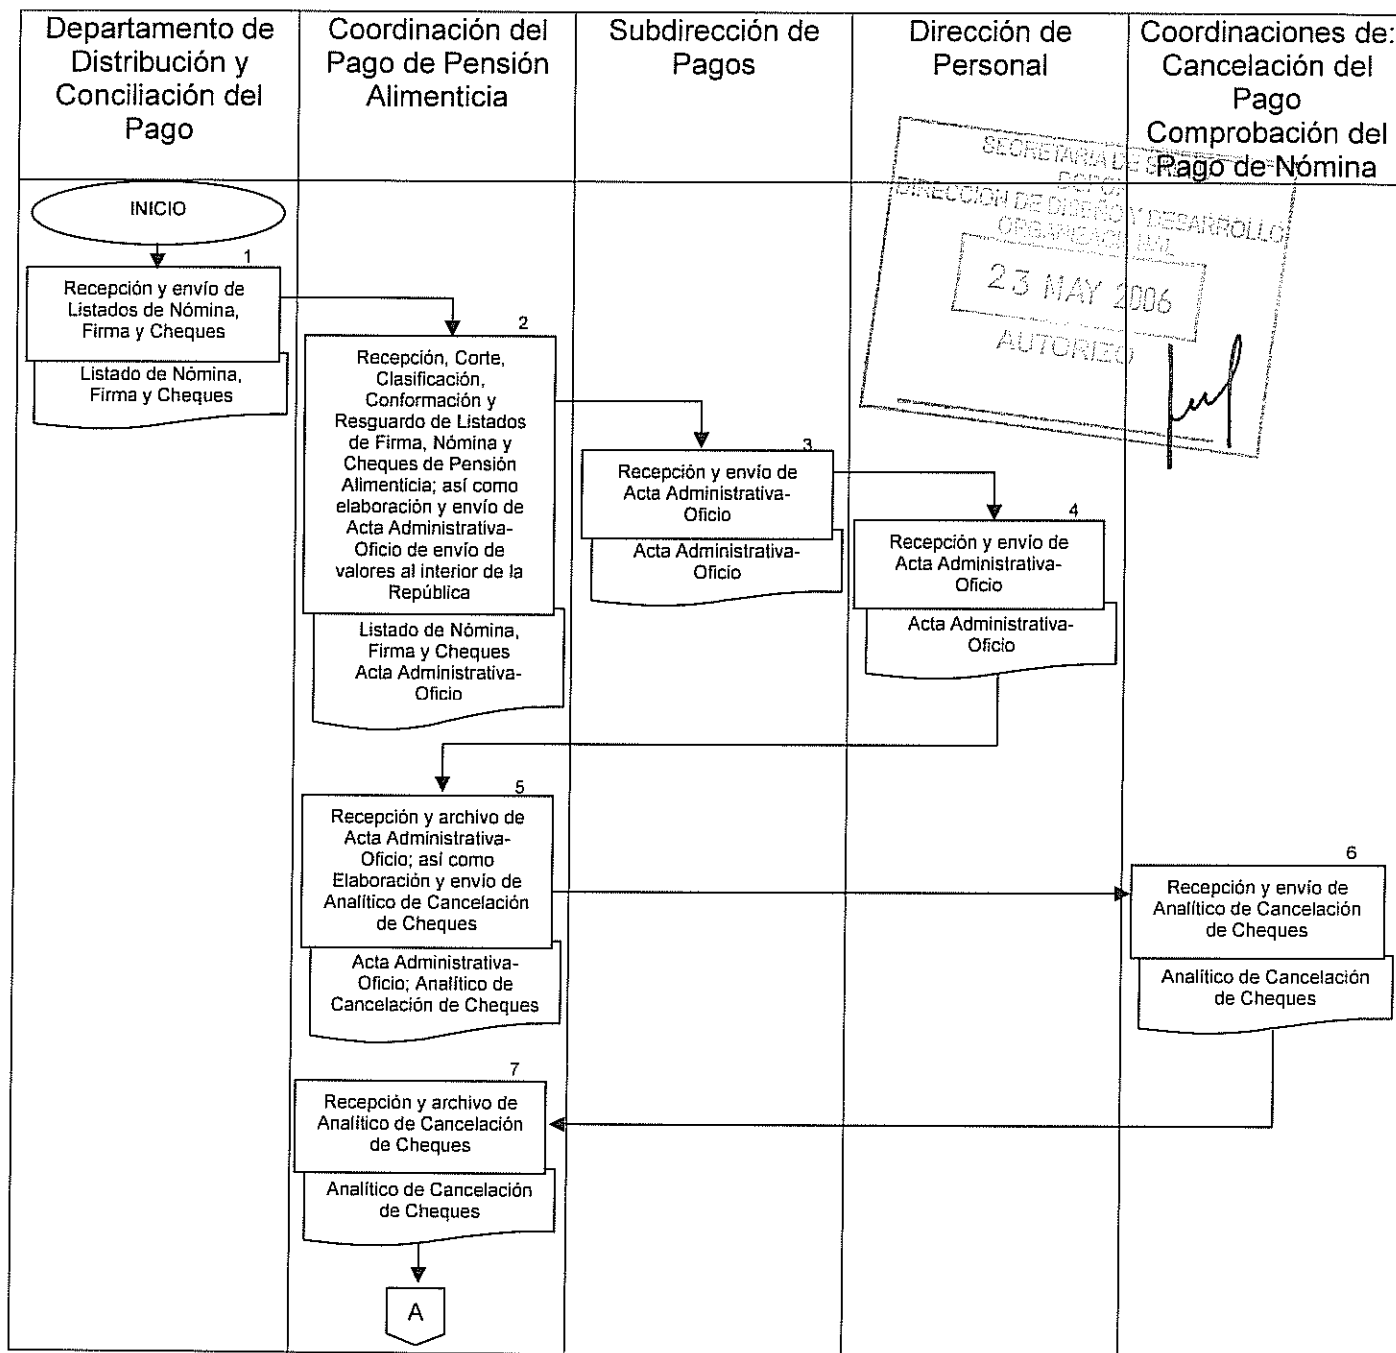 Departamento de
Distribución y
Conciliación del
Pago
Coordinación del
Pago de Pensión
Alimenticia
Subdirección de
Pagos
Dirección de
Personal
Coordinaciones de:
Cancelación del
Pago
Comprobación del
Pago de Nómina
SECRETARIA DE
DIRECCION DE DISEÑO Y DESARROLLO
ORGANIZACIONAL
23 MAY 2006
AUTORIZO
INICIO
1
Recepción y envío de
Listados de Nómina,
Firma y Cheques
Listado de Nómina,
Firma y Cheques
2
Recepción, Corte,
Clasificación,
Conformación y
Resguardo de Listados
de Firma, Nómina y
Cheques de Pensión
Alimenticia; así como
elaboración y envío de
Acta Administrativa-
Oficio de envío de
valores al interior de la
República
Listado de Nómina,
Firma y Cheques
Acta Administrativa-
Oficio
3
Recepción y envío de
Acta Administrativa-
Oficio
Acta Administrativa-
Oficio
4
Recepción y envío de
Acta Administrativa-
Oficio
Acta Administrativa-
Oficio
5
Recepción y archivo de
Acta Administrativa-
Oficio; así como
Elaboración y envío de
Analítico de Cancelación
de Cheques
Acta Administrativa-
Oficio; Analítico de
Cancelación de Cheques
6
Recepción y envío de
Analítico de Cancelación
de Cheques
Analítico de Cancelación
de Cheques
7
Recepción y archivo de
Analítico de Cancelación
de Cheques
Analítico de Cancelación
de Cheques
A